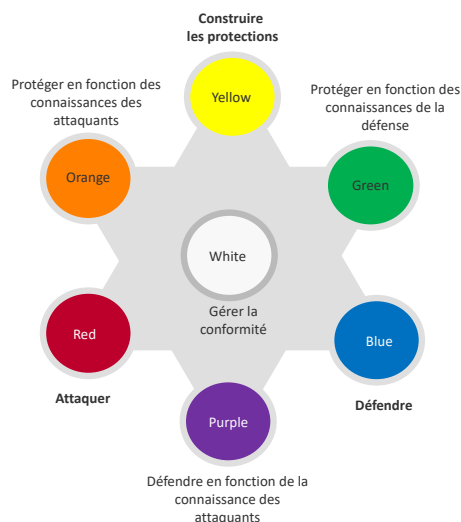 Construire
les protections
Yellow
Protéger en fonction des
connaissances des
attaquants
Protéger en fonction des
connaissances de la
défense
Orange
Green
White
Gérer la
conformité
Red
Blue
Attaquer
Défendre
Purple
Défendre en fonction de la
connaissance des
attaquants